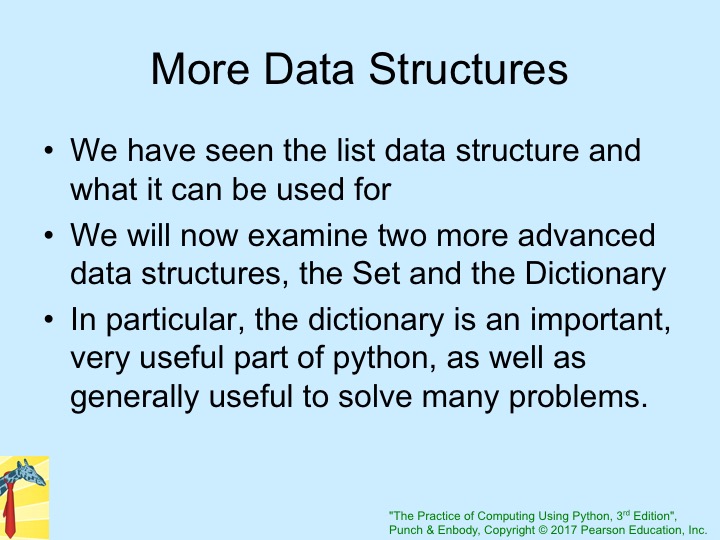 More Data Structures
• We have seen the list data structure and
what it can be used for
• We will now examine two more advanced
data structures, the Set and the Dictionary
• In particular, the dictionary is an important,
very useful part of python, as well as
generally useful to solve many problems.
"The Practice of Computing Using Python, 3rd Edition",
Punch & Enbody, Copyright © 2017 Pearson Education, Inc.